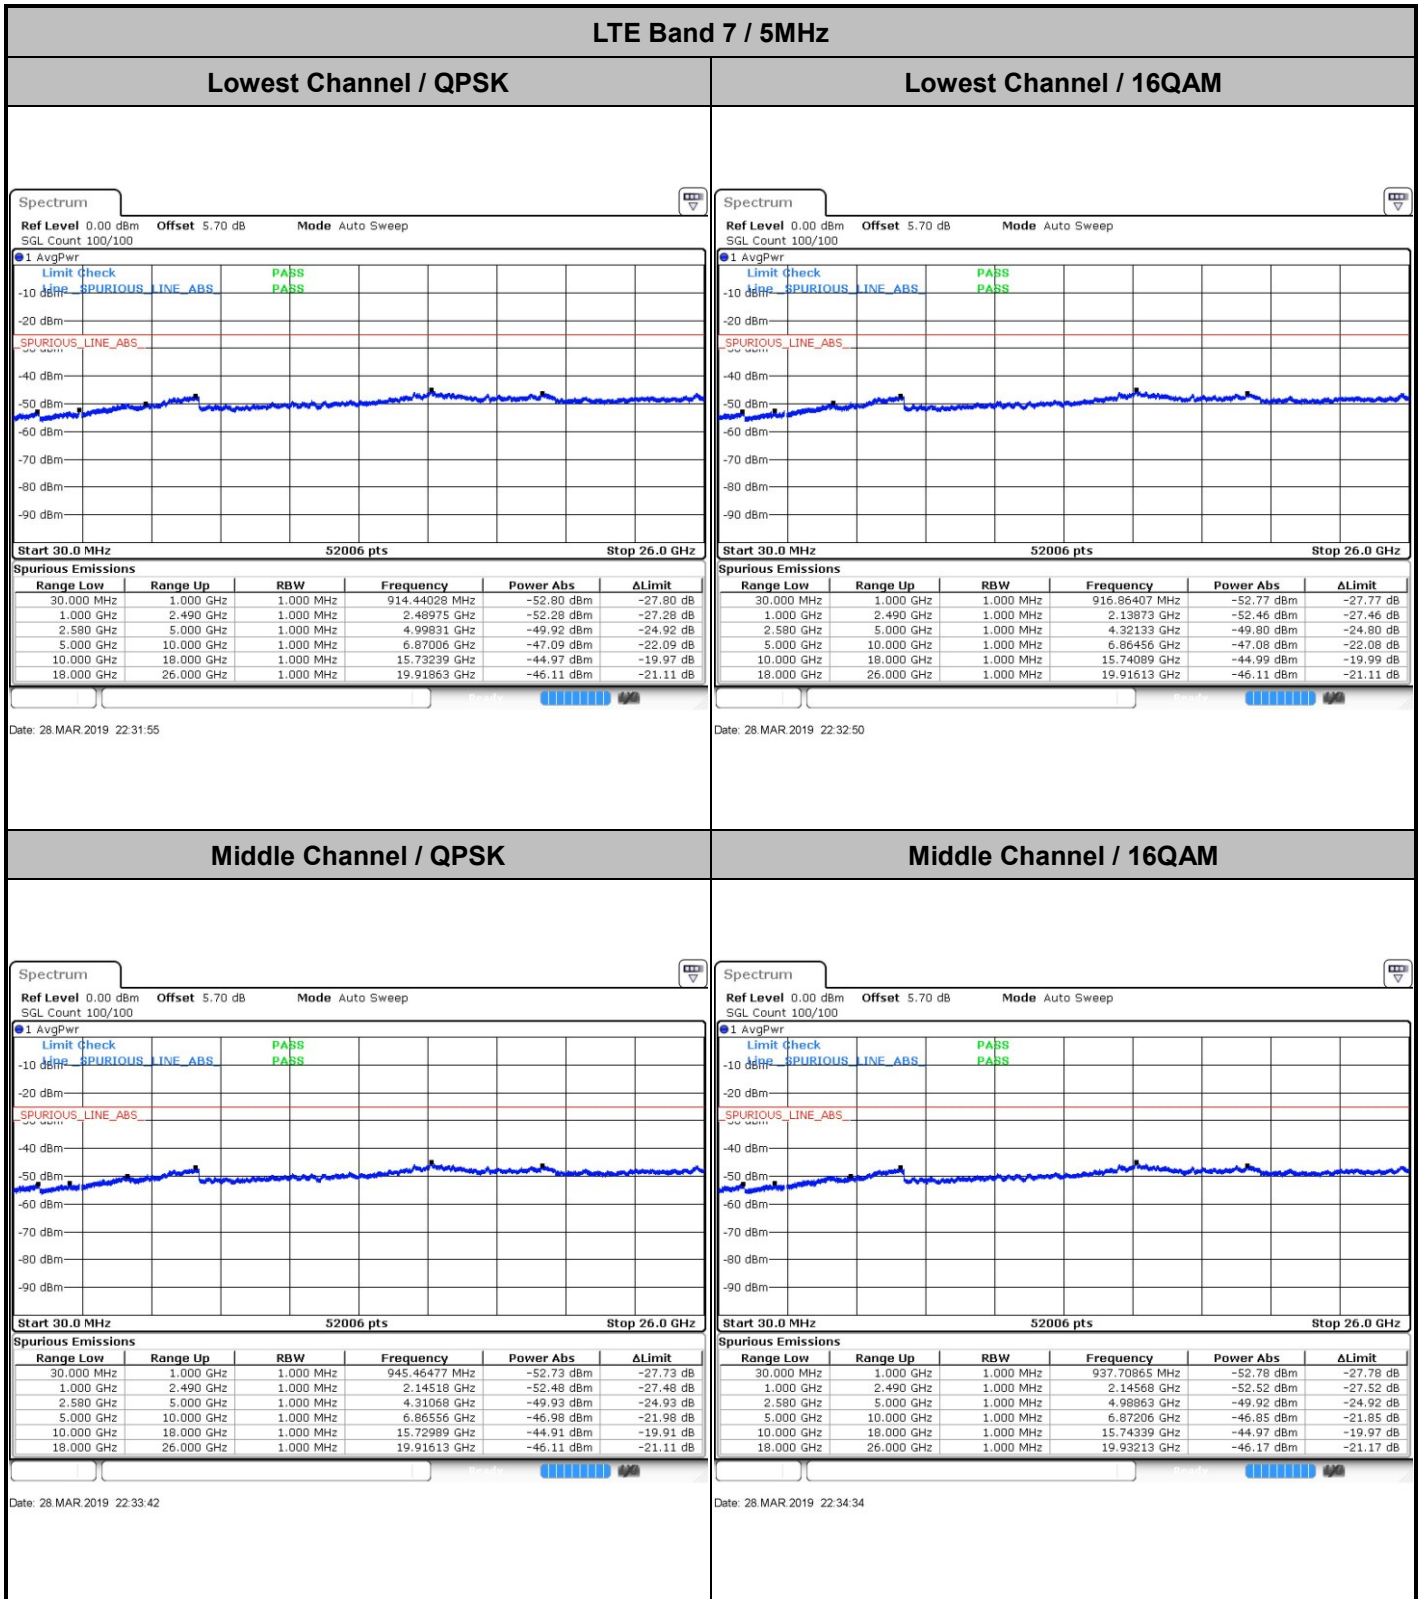 LTE Band 7 / 5MHz
Lowest Channel / QPSK
Spectrum
Ref Level 0.00 dBm Offset 5.70 dB Mode Auto Sweep
SGL Count 100/100
1 AvgPwr
Limit Check PASS
Line _SPURIOUS_LINE_ABS_ PASS
-10 dBm
-20 dBm
_SPURIOUS_LINE_ABS_
-40 dBm
-50 dBm
-60 dBm
-70 dBm
-80 dBm
-90 dBm
Start 30.0 MHz 52006 pts Stop 26.0 GHz
Spurious Emissions
Range Low Range Up RBW Frequency Power Abs ΔLimit
30.000 MHz 1.000 GHz 1.000 MHz 914.44028 MHz -52.80 dBm -27.80 dB
1.000 GHz 2.490 GHz 1.000 MHz 2.48975 GHz -52.28 dBm -27.28 dB
2.580 GHz 5.000 GHz 1.000 MHz 4.99831 GHz -49.92 dBm -24.92 dB
5.000 GHz 10.000 GHz 1.000 MHz 6.87006 GHz -47.09 dBm -22.09 dB
10.000 GHz 18.000 GHz 1.000 MHz 15.73239 GHz -44.97 dBm -19.97 dB
18.000 GHz 26.000 GHz 1.000 MHz 19.91863 GHz -46.11 dBm -21.11 dB
Date: 28.MAR.2019 22:31:55
Lowest Channel / 16QAM
Spectrum
Ref Level 0.00 dBm Offset 5.70 dB Mode Auto Sweep
SGL Count 100/100
1 AvgPwr
Limit Check PASS
Line _SPURIOUS_LINE_ABS_ PASS
-10 dBm
-20 dBm
_SPURIOUS_LINE_ABS_
-40 dBm
-50 dBm
-60 dBm
-70 dBm
-80 dBm
-90 dBm
Start 30.0 MHz 52006 pts Stop 26.0 GHz
Spurious Emissions
Range Low Range Up RBW Frequency Power Abs ΔLimit
30.000 MHz 1.000 GHz 1.000 MHz 916.86407 MHz -52.77 dBm -27.77 dB
1.000 GHz 2.490 GHz 1.000 MHz 2.13873 GHz -52.46 dBm -27.46 dB
2.580 GHz 5.000 GHz 1.000 MHz 4.32133 GHz -49.80 dBm -24.80 dB
5.000 GHz 10.000 GHz 1.000 MHz 6.86456 GHz -47.08 dBm -22.08 dB
10.000 GHz 18.000 GHz 1.000 MHz 15.74089 GHz -44.99 dBm -19.99 dB
18.000 GHz 26.000 GHz 1.000 MHz 19.91613 GHz -46.11 dBm -21.11 dB
Date: 28.MAR.2019 22:32:50
Middle Channel / QPSK
Spectrum
Ref Level 0.00 dBm Offset 5.70 dB Mode Auto Sweep
SGL Count 100/100
1 AvgPwr
Limit Check PASS
Line _SPURIOUS_LINE_ABS_ PASS
-10 dBm
-20 dBm
_SPURIOUS_LINE_ABS_
-40 dBm
-50 dBm
-60 dBm
-70 dBm
-80 dBm
-90 dBm
Start 30.0 MHz 52006 pts Stop 26.0 GHz
Spurious Emissions
Range Low Range Up RBW Frequency Power Abs ΔLimit
30.000 MHz 1.000 GHz 1.000 MHz 945.46477 MHz -52.73 dBm -27.73 dB
1.000 GHz 2.490 GHz 1.000 MHz 2.14518 GHz -52.48 dBm -27.48 dB
2.580 GHz 5.000 GHz 1.000 MHz 4.31068 GHz -49.93 dBm -24.93 dB
5.000 GHz 10.000 GHz 1.000 MHz 6.86556 GHz -46.98 dBm -21.98 dB
10.000 GHz 18.000 GHz 1.000 MHz 15.72989 GHz -44.91 dBm -19.91 dB
18.000 GHz 26.000 GHz 1.000 MHz 19.91613 GHz -46.11 dBm -21.11 dB
Date: 28.MAR.2019 22:33:42
Middle Channel / 16QAM
Spectrum
Ref Level 0.00 dBm Offset 5.70 dB Mode Auto Sweep
SGL Count 100/100
1 AvgPwr
Limit Check PASS
Line _SPURIOUS_LINE_ABS_ PASS
-10 dBm
-20 dBm
_SPURIOUS_LINE_ABS_
-40 dBm
-50 dBm
-60 dBm
-70 dBm
-80 dBm
-90 dBm
Start 30.0 MHz 52006 pts Stop 26.0 GHz
Spurious Emissions
Range Low Range Up RBW Frequency Power Abs ΔLimit
30.000 MHz 1.000 GHz 1.000 MHz 937.70865 MHz -52.78 dBm -27.78 dB
1.000 GHz 2.490 GHz 1.000 MHz 2.14568 GHz -52.52 dBm -27.52 dB
2.580 GHz 5.000 GHz 1.000 MHz 4.98863 GHz -49.92 dBm -24.92 dB
5.000 GHz 10.000 GHz 1.000 MHz 6.87206 GHz -46.85 dBm -21.85 dB
10.000 GHz 18.000 GHz 1.000 MHz 15.74339 GHz -44.97 dBm -19.97 dB
18.000 GHz 26.000 GHz 1.000 MHz 19.93213 GHz -46.17 dBm -21.17 dB
Date: 28.MAR.2019 22:34:34